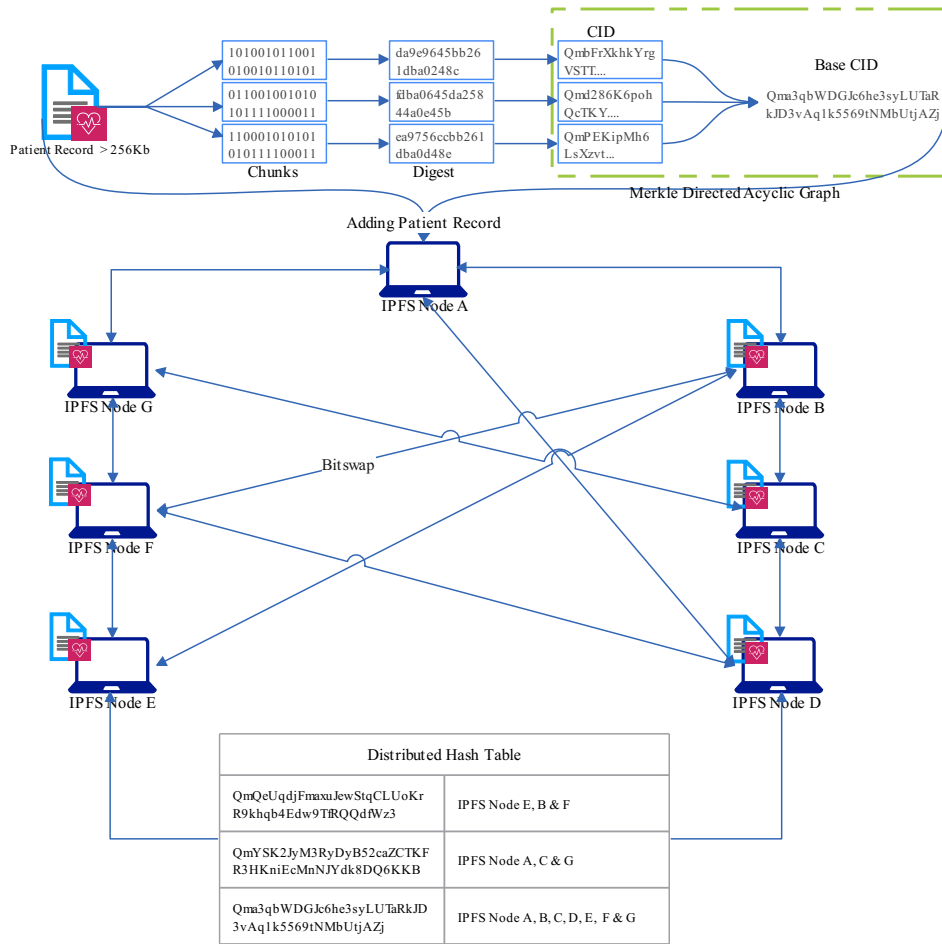 CID
101001011001
010010110101
da9e9645bb26
1dba0248c
QmbFrXkhkYrg
VSTT....
Base CID
011001001010
101111000011
fdba0645da258
44a0e45b
Qmd286K6poh
QcTKY....
Qma3qbWDGJc6he3syLUTaR
kJD3vAq1k5569tNMbUtjAZj
110001010101
010111100011
ea9756ccbb261
dba0d48e
QmPEKipMh6
LsXzvt...
Patient Record >256Kb
Chunks
Digest
Merkle Directed Acyclic Graph
Adding Patient Record
IPFS Node A
IPFS Node G
IPFS Node B
Bitswap
IPFS Node F
IPFS Node C
IPFS Node E
IPFS Node D
Distributed Hash Table
QmQeUqdjFmaxuJewStqCLUoKr
R9khqb4Edw9TfRQQdfWz3
IPFS Node E, B & F
QmYSK2JyM3RyDyB52caZCTKF
R3HKniEcMnNJYdk8DQ6KKB
IPFS Node A, C & G
Qma3qbWDGJc6he3syLUTaRkJD
3vAq1k5569tNMbUtjAZj
IPFS Node A, B, C, D, E, F & G